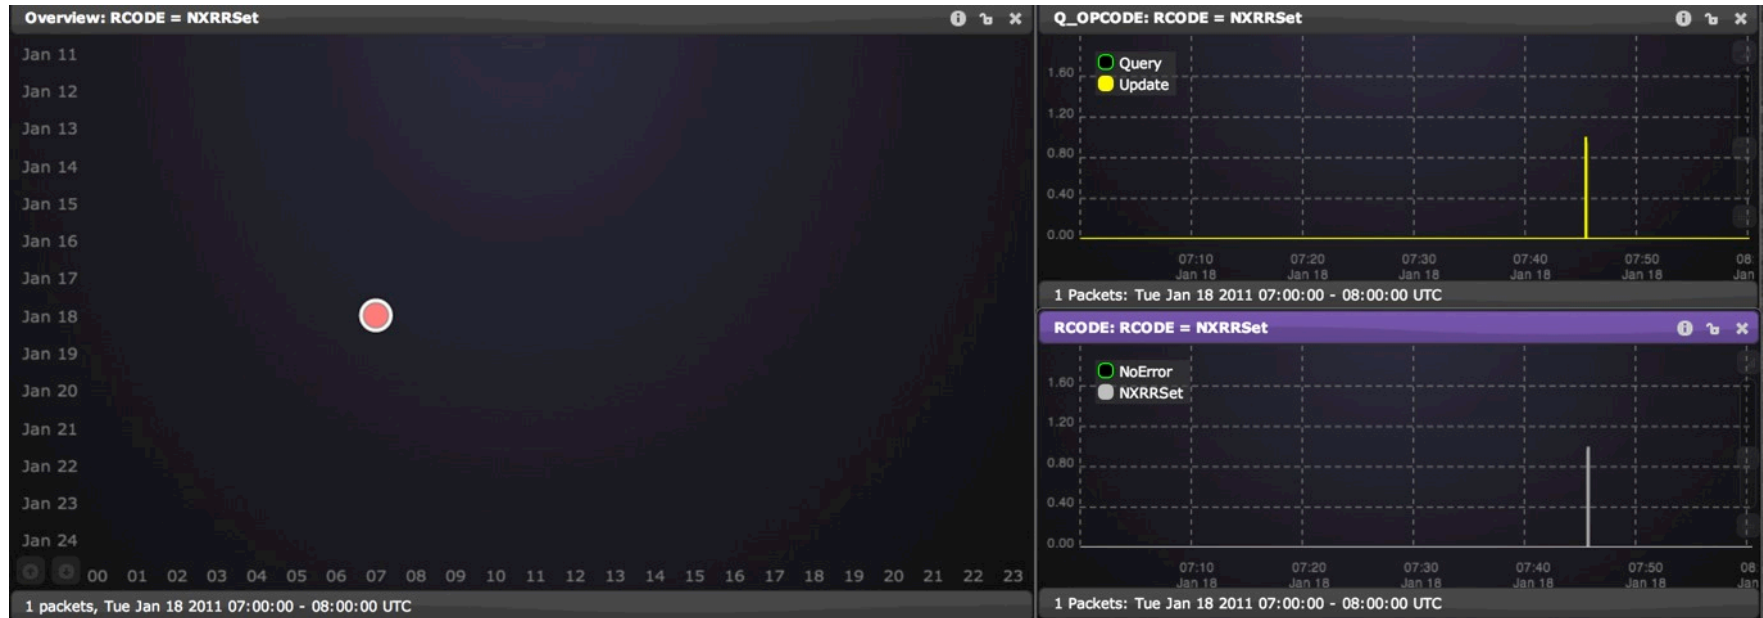 Overview: RCODE = NXRRSet
Jan 11
Jan 12
Jan 13
Jan 14
Jan 15
Jan 16
Jan 17
Jan 18
Jan 19
Jan 20
Jan 21
Jan 22
Jan 23
Jan 24
00 01 02 03 04 05 06 07 08 09 10 11 12 13 14 15 16 17 18 19 20 21 22 23
1 packets, Tue Jan 18 2011 07:00:00 - 08:00:00 UTC
Q_OPCODE: RCODE = NXRRSet
Query
Update
1.60
1.20
0.80
0.40
0.00
07:10 07:20 07:30 07:40 07:50 08:
Jan 18 Jan 18 Jan 18 Jan 18 Jan 18 Jan
1 Packets: Tue Jan 18 2011 07:00:00 - 08:00:00 UTC
RCODE: RCODE = NXRRSet
NoError
NXRRSet
1.60
1.20
0.80
0.40
0.00
07:10 07:20 07:30 07:40 07:50 08:
Jan 18 Jan 18 Jan 18 Jan 18 Jan 18 Jan
1 Packets: Tue Jan 18 2011 07:00:00 - 08:00:00 UTC